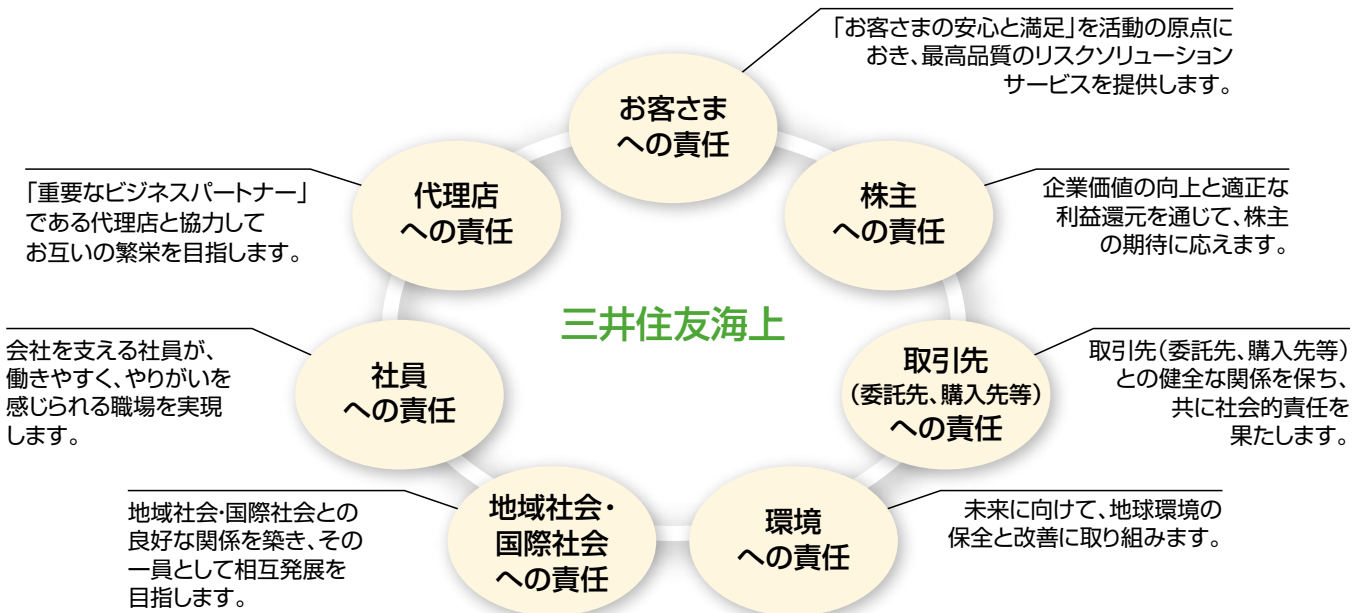 「お客さまの安心と満足」を活動の原点に
おき、最高品質のリスクソリューション
サービスを提供します。
お客さま
への責任
「重要なビジネスパートナー」
である代理店と協力して
お互いの繁栄を目指します。
代理店
への責任
株主
への責任
企業価値の向上と適正な
利益還元を通じて、株主
の期待に応えます。
三井住友海上
会社を支える社員が、
働きやすく、やりがいを
感じられる職場を実現
します。
社員
への責任
取引先
(委託先、購入先等)
への責任
取引先(委託先、購入先等)
との健全な関係を保ち、
共に社会的責任を
果たします。
地域社会・国際社会との
良好な関係を築き、その
一員として相互発展を
目指します。
地域社会・
国際社会
への責任
環境
への責任
未来に向けて、地球環境の
保全と改善に取り組みます。